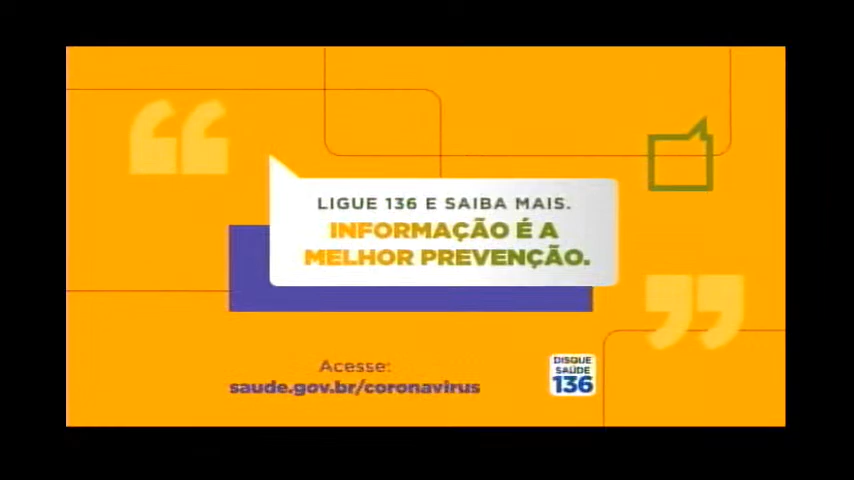 LIGUE 136 E SAIBA MAIS.
INFORMAÇÃO É A
MELHOR PREVENÇÃO.
Acesse:
saude.gov.br/coronavirus
DISQUE
SAÚDE
136